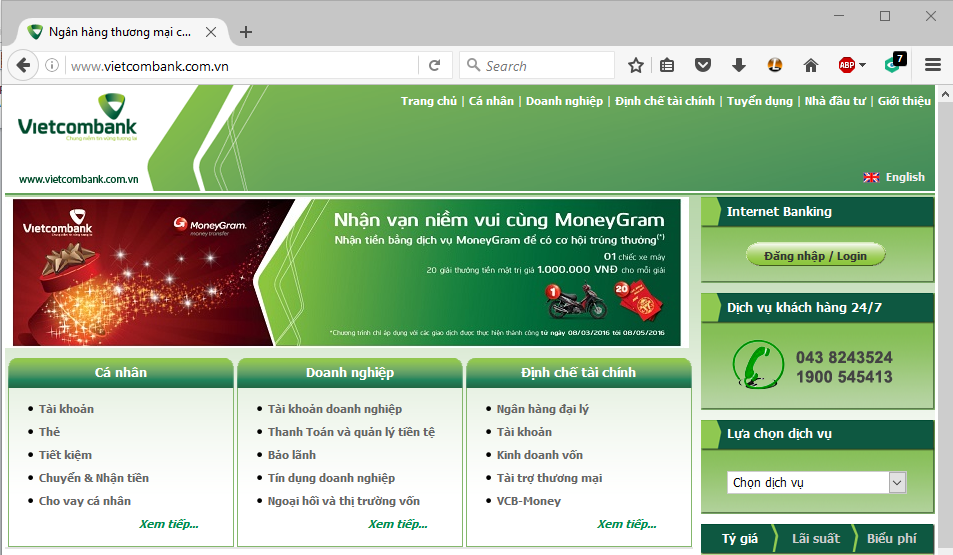 Ngân hàng thương mại c...
www.vietcombank.com.vn
Search
ABP
7
Vietcombank
Chung niềm tin vững tương lai
www.vietcombank.com.vn
Trang chủ | Cá nhân | Doanh nghiệp | Định chế tài chính | Tuyển dụng | Nhà đầu tư | Giới thiệu
English
Vietcombank
MoneyGram.
money transfer
Nhận vạn niềm vui cùng MoneyGram
Nhận tiền bằng dịch vụ MoneyGram để có cơ hội trúng thưởng(*)
01 chiếc xe máy
20 giải thưởng tiền mặt trị giá 1.000.000 VNĐ cho mỗi giải
1
20
*Chương trình chỉ áp dụng với các giao dịch được thực hiện thành công từ ngày 08/03/2016 tới 08/05/2016
Internet Banking
Đăng nhập / Login
Dịch vụ khách hàng 24/7
043 8243524
1900 545413
Lựa chọn dịch vụ
Chọn dịch vụ
Tỷ giá
Lãi suất
Biểu phí
Cá nhân
Tài khoản
Thẻ
Tiết kiệm
Chuyển & Nhận tiền
Cho vay cá nhân
Xem tiếp...
Doanh nghiệp
Tài khoản doanh nghiệp
Thanh Toán và quản lý tiền tệ
Bảo lãnh
Tín dụng doanh nghiệp
Ngoại hối và thị trường vốn
Xem tiếp...
Định chế tài chính
Ngân hàng đại lý
Tài khoản
Kinh doanh vốn
Tài trợ thương mại
VCB-Money
Xem tiếp...